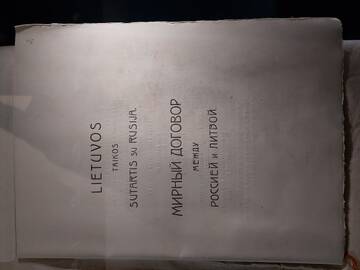 LIETUVOS
TAIKOS
SUTARTIS SU RUSIJA.
МИРНЫЙ ДОГОВОР
МЕЖДУ
РОССИЕЙ И ЛИТВОЙ.